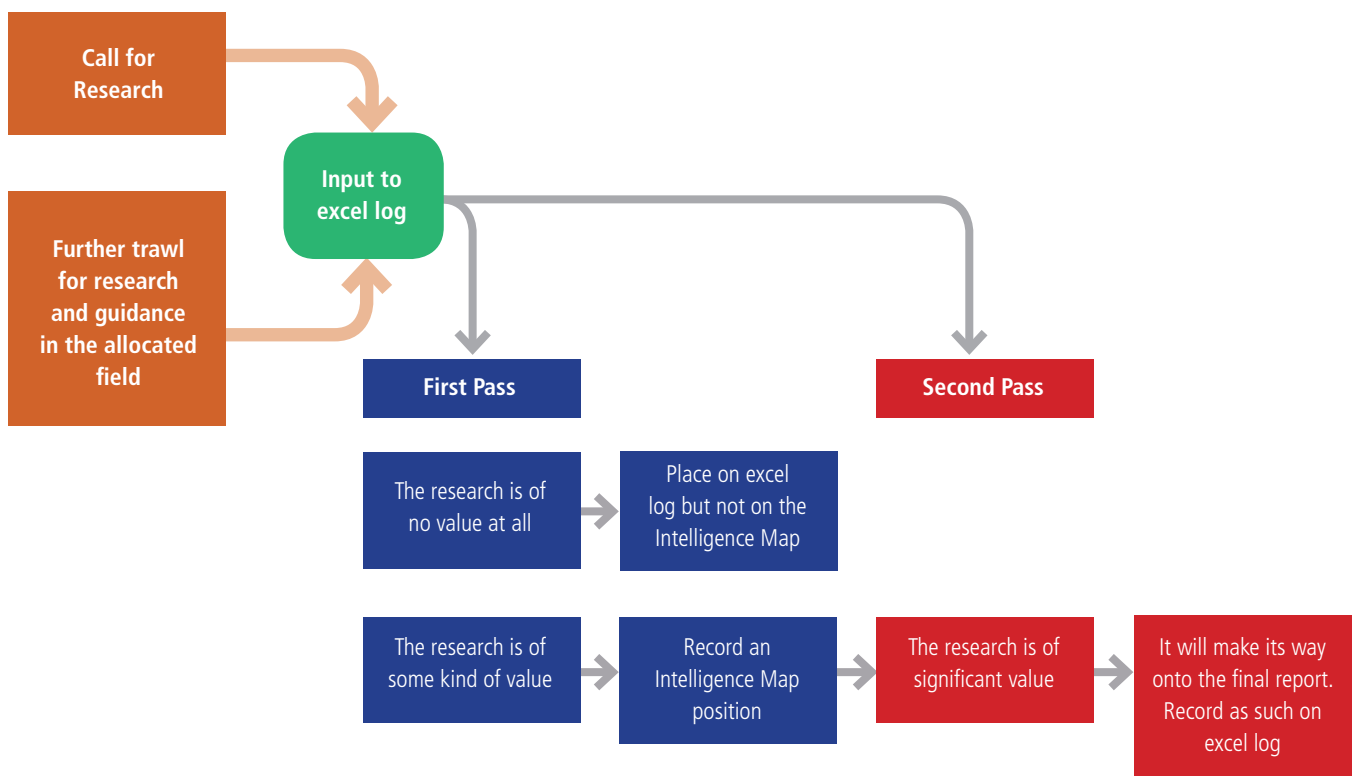 Call for
Research
Input to
excel log
Further trawl
for research
and guidance
in the allocated
field
First Pass
Second Pass
The research is of
no value at all
Place on excel
log but not on the
Intelligence Map
The research is of
some kind of value
Record an
Intelligence Map
position
The research is of
significant value
It will make its way
onto the final report.
Record as such on
excel log